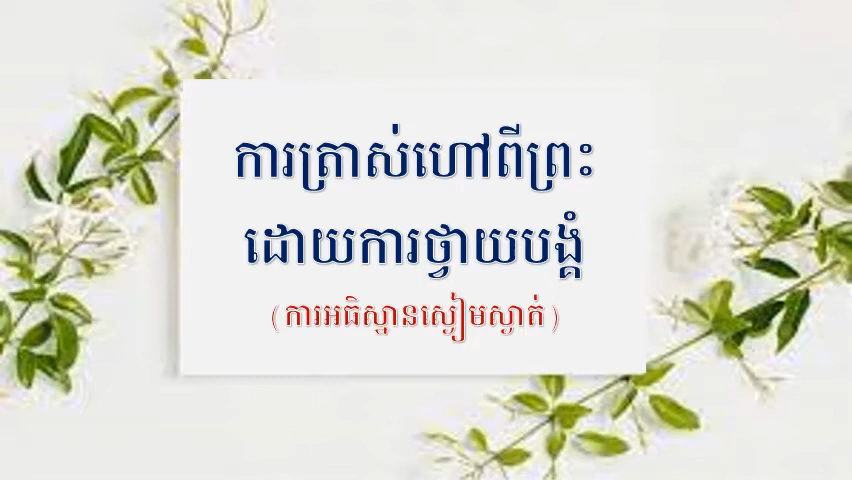 ការត្រាស់ហៅពីព្រះ
ដោយការថ្វាយបង្គំ
(ការអធិស្ឋានស្ងៀមស្ងាត់)